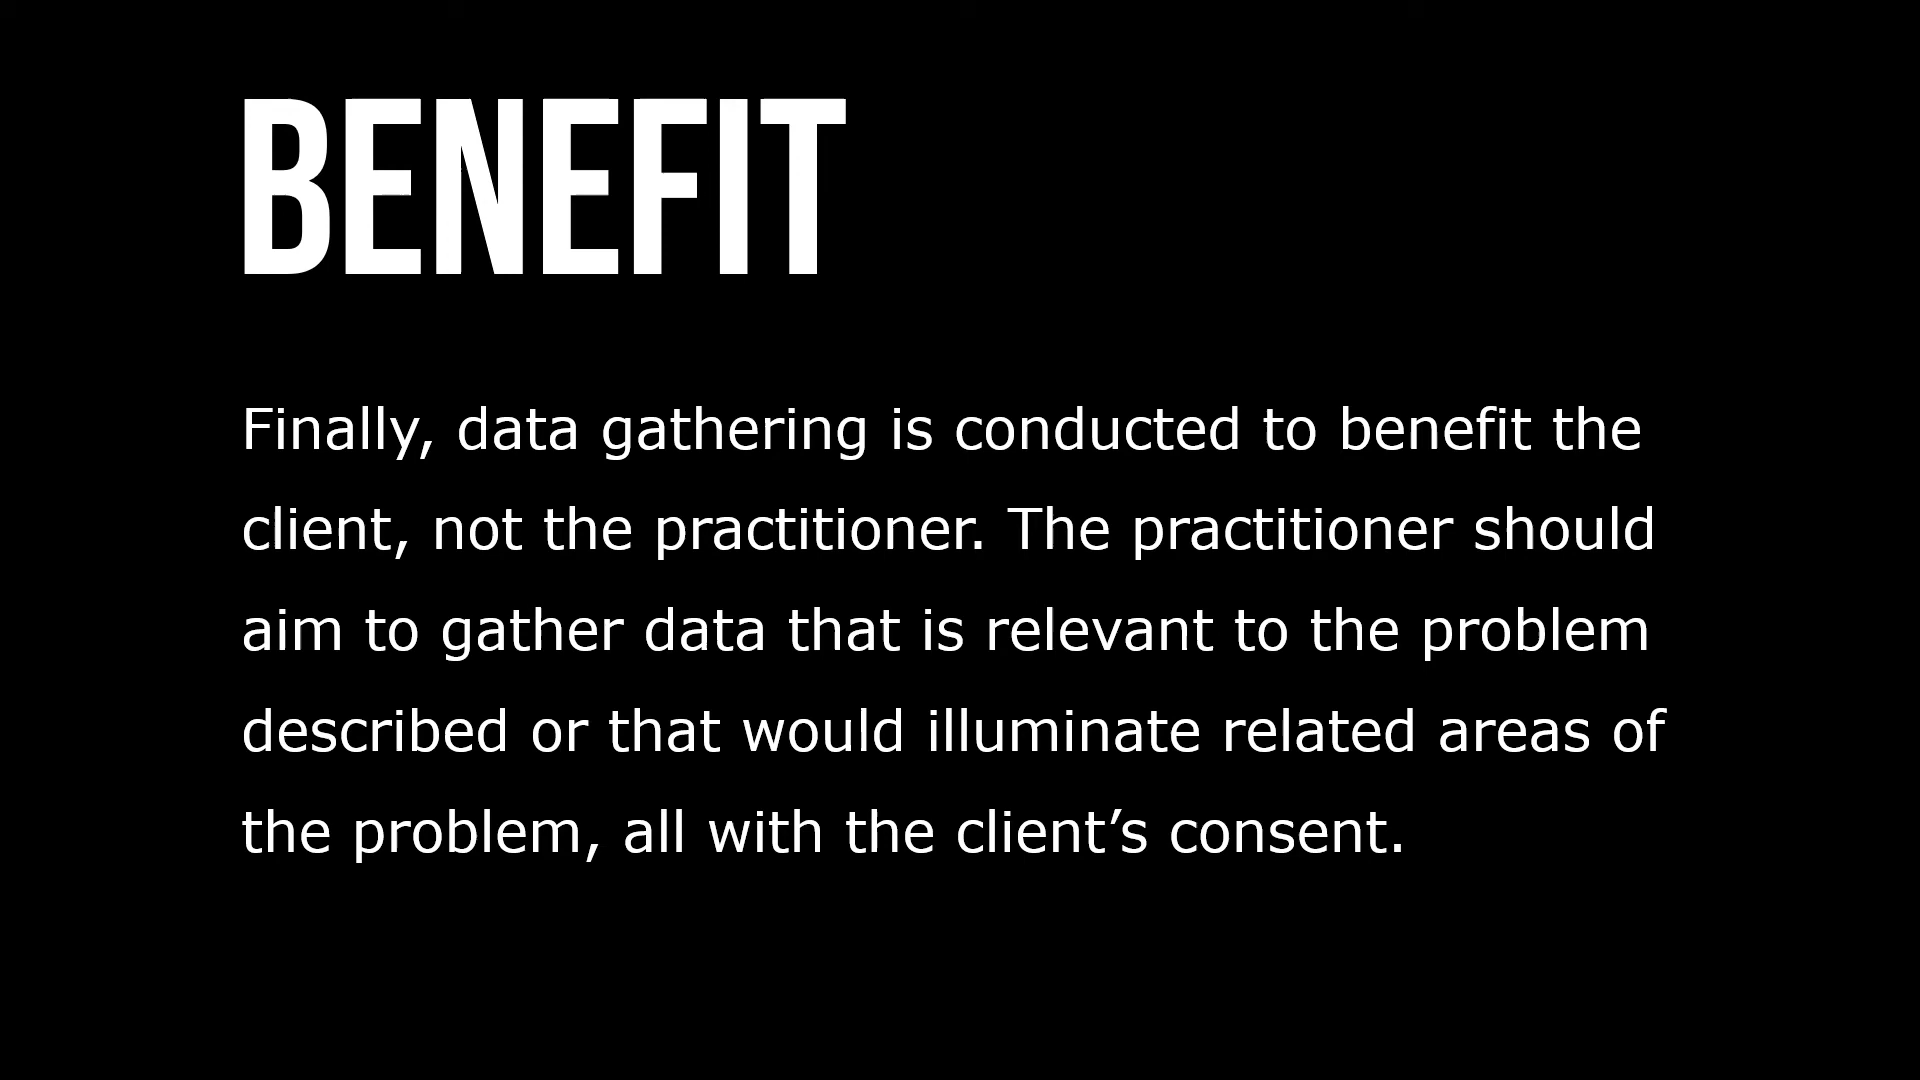 BENEFIT
Finally, data gathering is conducted to benefit the
client, not the practitioner. The practitioner should
aim to gather data that is relevant to the problem
described or that would illuminate related areas of
the problem, all with the client’s consent.